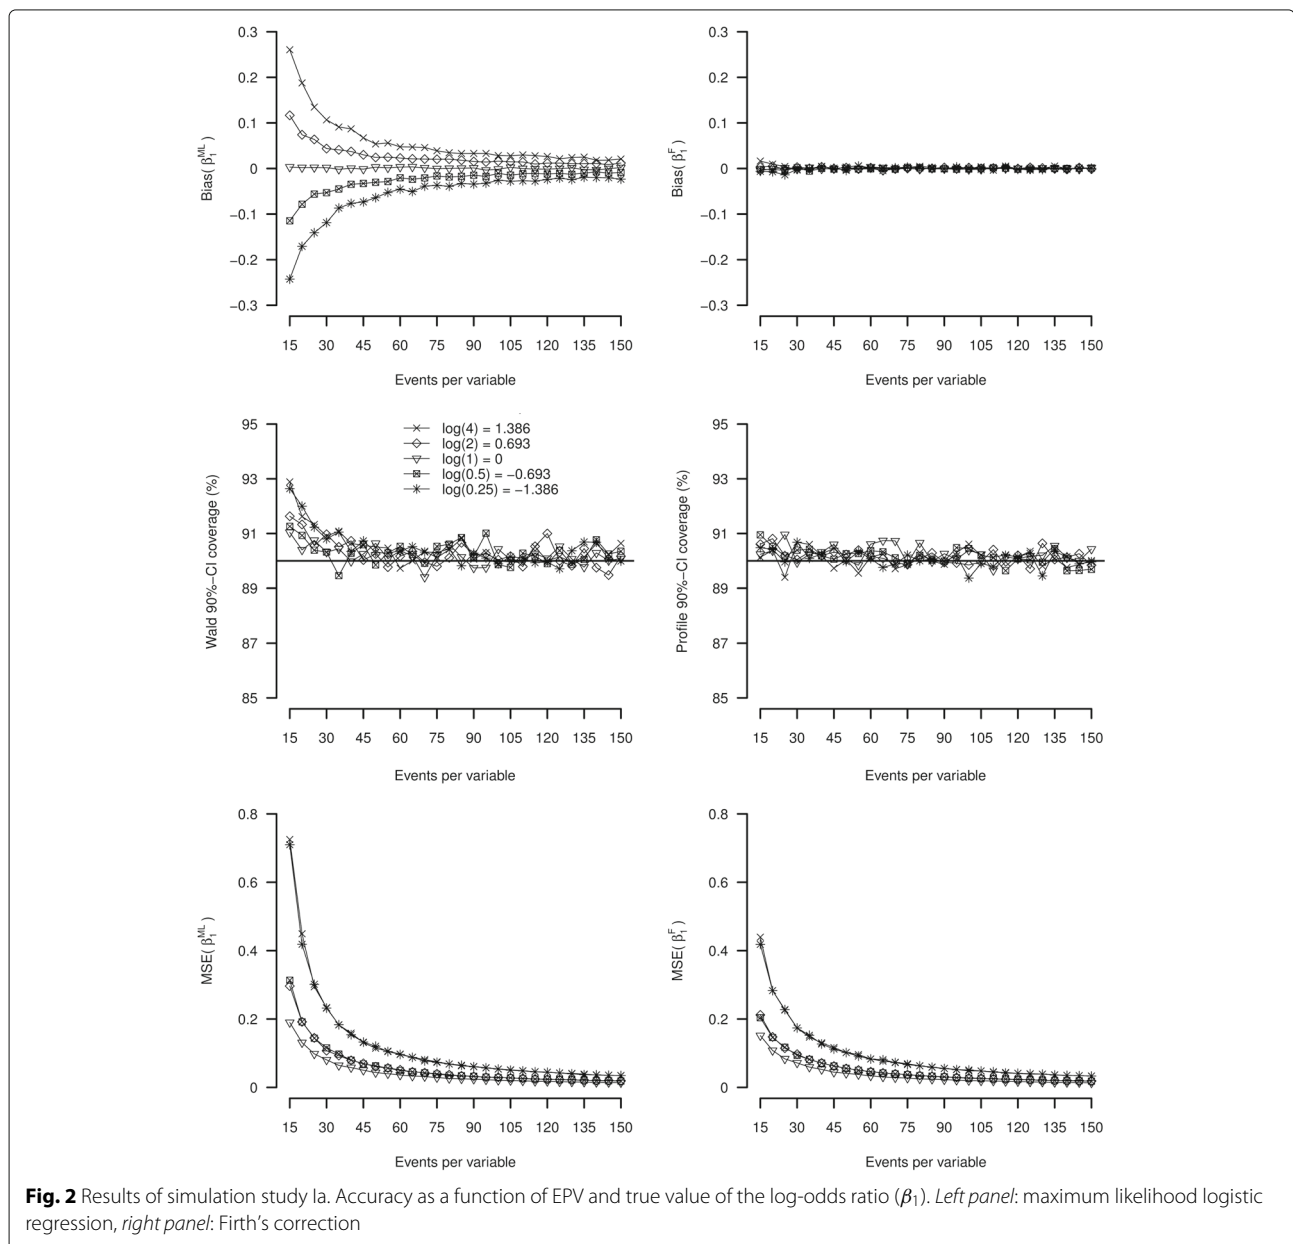 0.3
0.2
0.1
0
−0.1
−0.2
−0.3
Bias( β₁ᴹᴸ )
15 30 45 60 75 90 105 120 135 150
Events per variable
0.3
0.2
0.1
0
−0.1
−0.2
−0.3
Bias( β₁ᶠ )
15 30 45 60 75 90 105 120 135 150
Events per variable
95
93
91
89
87
85
Wald 90%−CI coverage (%)
log(4) = 1.386
log(2) = 0.693
log(1) = 0
log(0.5) = −0.693
log(0.25) = −1.386
15 30 45 60 75 90 105 120 135 150
Events per variable
95
93
91
89
87
85
Profile 90%−CI coverage (%)
15 30 45 60 75 90 105 120 135 150
Events per variable
0.8
0.6
0.4
0.2
0
MSE( β₁ᴹᴸ )
15 30 45 60 75 90 105 120 135 150
Events per variable
0.8
0.6
0.4
0.2
0
MSE( β₁ᶠ )
15 30 45 60 75 90 105 120 135 150
Events per variable
Fig. 2 Results of simulation study Ia. Accuracy as a function of EPV and true value of the log-odds ratio (β₁). Left panel: maximum likelihood logistic
regression, right panel: Firth's correction